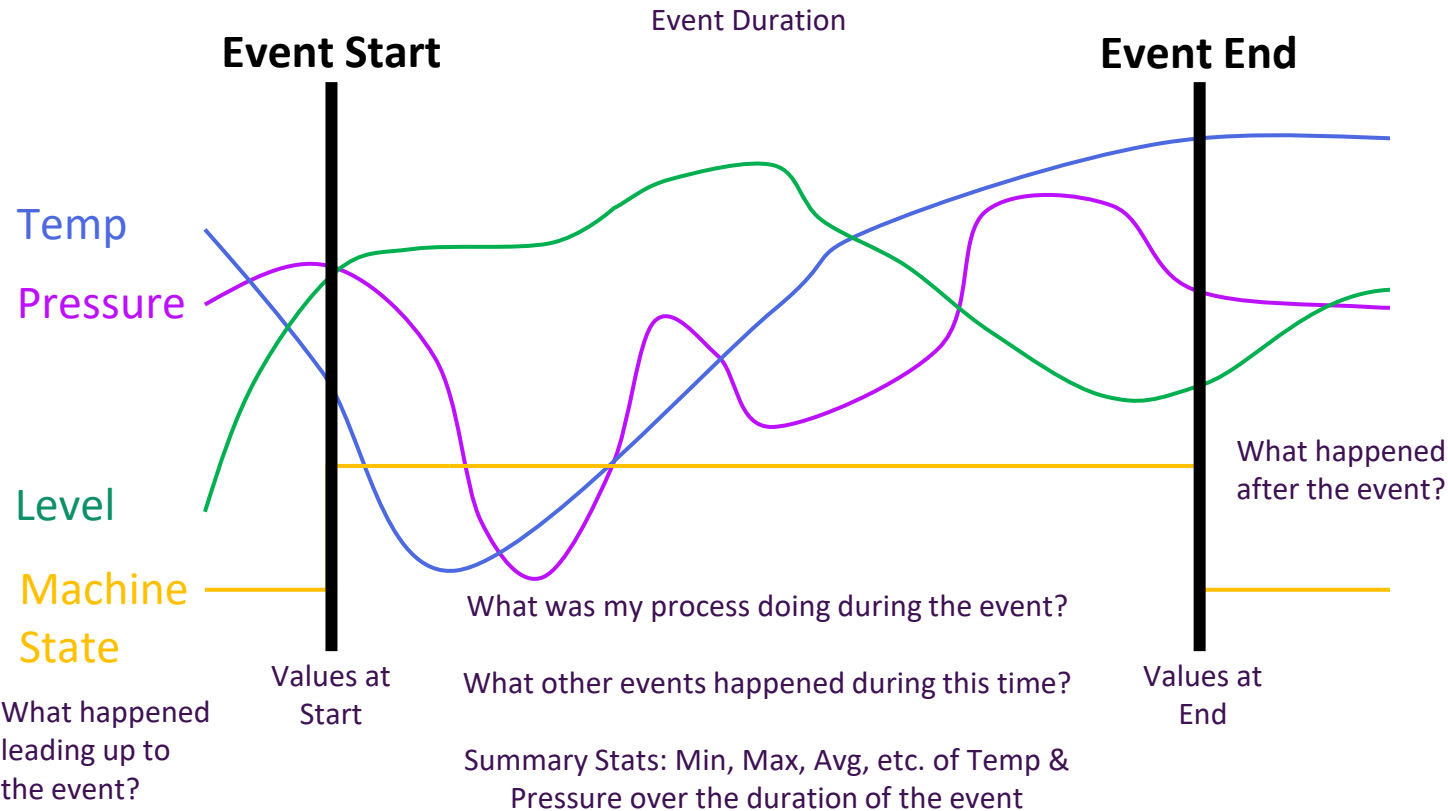 Event Duration
Event Start
Event End
Temp
Pressure
Level
Machine
State
What happened
after the event?
What was my process doing during the event?
What other events happened during this time?
Values at
Start
Values at
End
What happened
leading up to
the event?
Summary Stats: Min, Max, Avg, etc. of Temp &
Pressure over the duration of the event